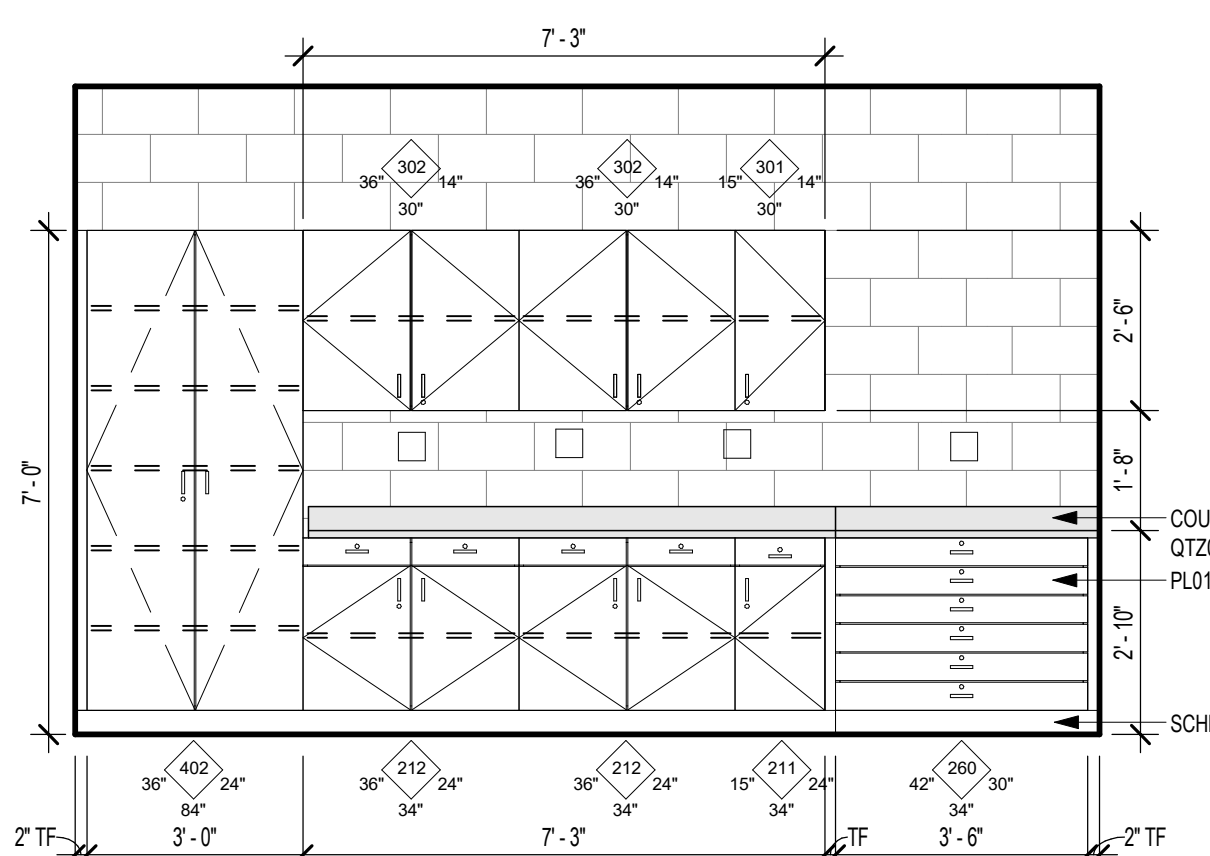 7' - 3"
302
36" 14"
30"
302
36" 14"
30"
301
15" 14"
30"
7' - 0"
2' - 6"
1' - 8"
2' - 10"
COU
QTZ0
PL01
SCH
402
36" 24"
84"
212
36" 24"
34"
212
36" 24"
34"
211
15" 24"
34"
260
42" 30"
34"
2" TF 3' - 0" 7' - 3" TF 3' - 6" 2" TF